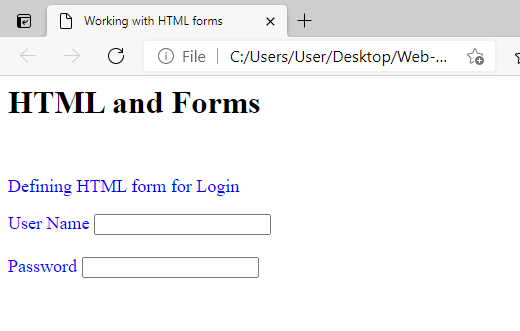 Working with HTML forms
File | C:/Users/User/Desktop/Web-...
HTML and Forms
Defining HTML form for Login
User Name
Password